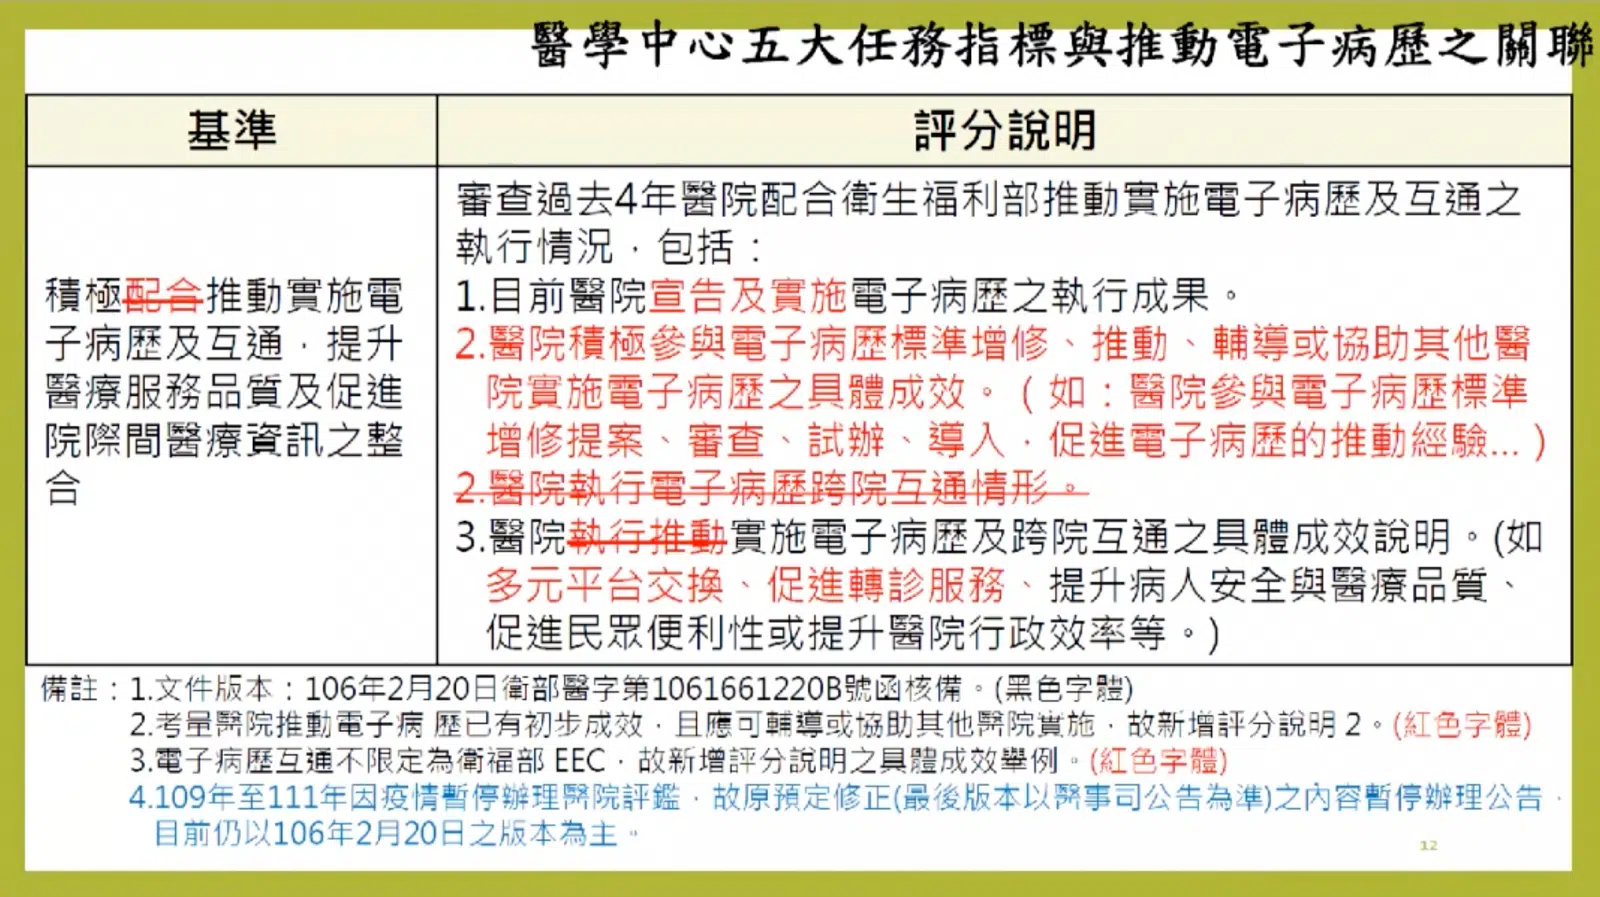 醫學中心五大任務指標與推動電子病歷之關聯
基準
評分說明
積極配合推動實施電
子病歷及互通，提升
醫療服務品質及促進
院際間醫療資訊之整
合
審查過去4年醫院配合衛生福利部推動實施電子病歷及互通之
執行情況，包括：
1.目前醫院宣告及實施電子病歷之執行成果。
2.醫院積極參與電子病歷標準增修、推動、輔導或協助其他醫
院實施電子病歷之具體成效。（如：醫院參與電子病歷標準
增修提案、審查、試辦、導入，促進電子病歷的推動經驗...）
2.醫院執行電子病歷跨院互通情形。
3.醫院執行推動實施電子病歷及跨院互通之具體成效說明。(如
多元平台交換、促進轉診服務、提升病人安全與醫療品質、
促進民眾便利性或提升醫院行政效率等。)
備註：1.文件版本：106年2月20日衛部醫字第1061661220B號函核備。(黑色字體)
2.考量醫院推動電子病 歷已有初步成效，且應可輔導或協助其他醫院實施，故新增評分說明 2。(紅色字體)
3.電子病歷互通不限定為衛福部 EEC，故新增評分說明之具體成效舉例。(紅色字體)
4.109年至111年因疫情暫停辦理醫院評鑑，故原預定修正(最後版本以醫事司公告為準)之內容暫停辦理公告，
目前仍以106年2月20日之版本為主。
12